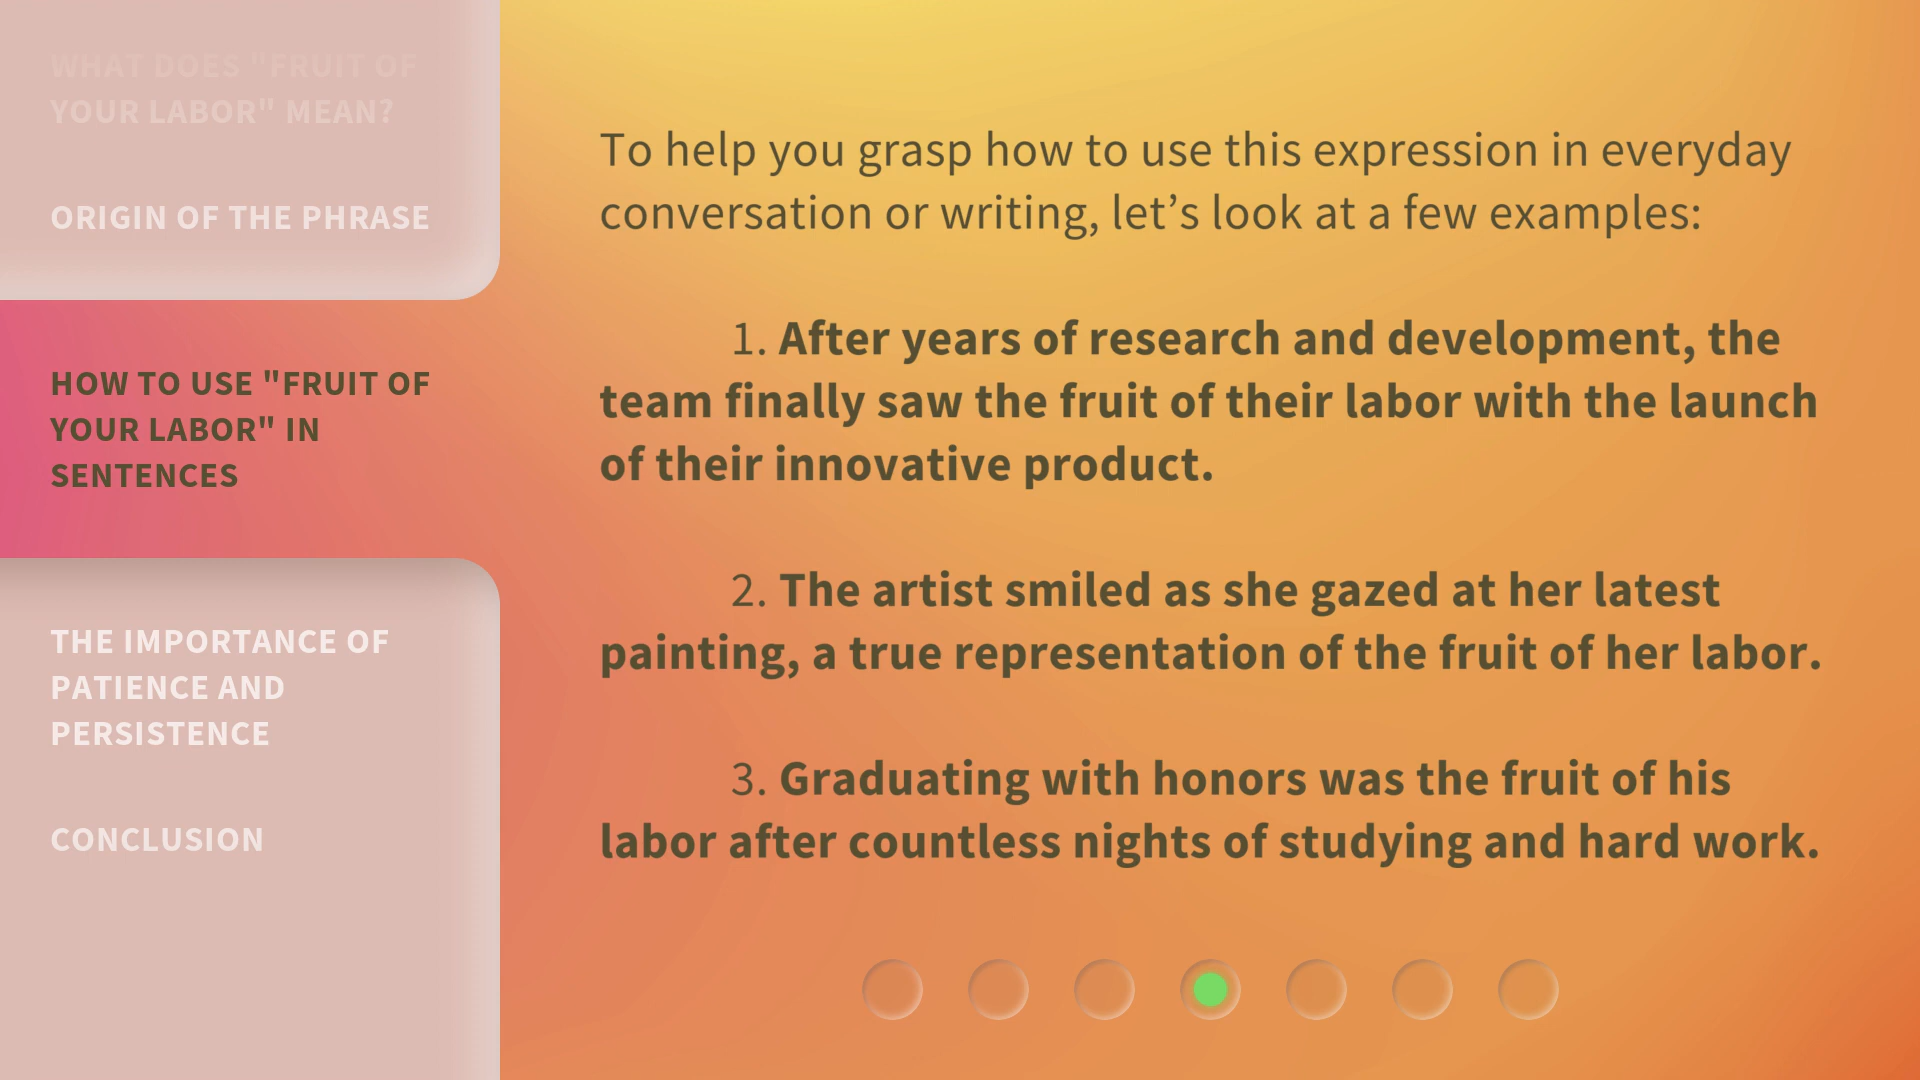 WHAT DOES "FRUIT OF
YOUR LABOR" MEAN?
ORIGIN OF THE PHRASE
HOW TO USE "FRUIT OF
YOUR LABOR" IN
SENTENCES
THE IMPORTANCE OF
PATIENCE AND
PERSISTENCE
CONCLUSION
To help you grasp how to use this expression in everyday
conversation or writing, let’s look at a few examples:
1. After years of research and development, the
team finally saw the fruit of their labor with the launch
of their innovative product.
2. The artist smiled as she gazed at her latest
painting, a true representation of the fruit of her labor.
3. Graduating with honors was the fruit of his
labor after countless nights of studying and hard work.